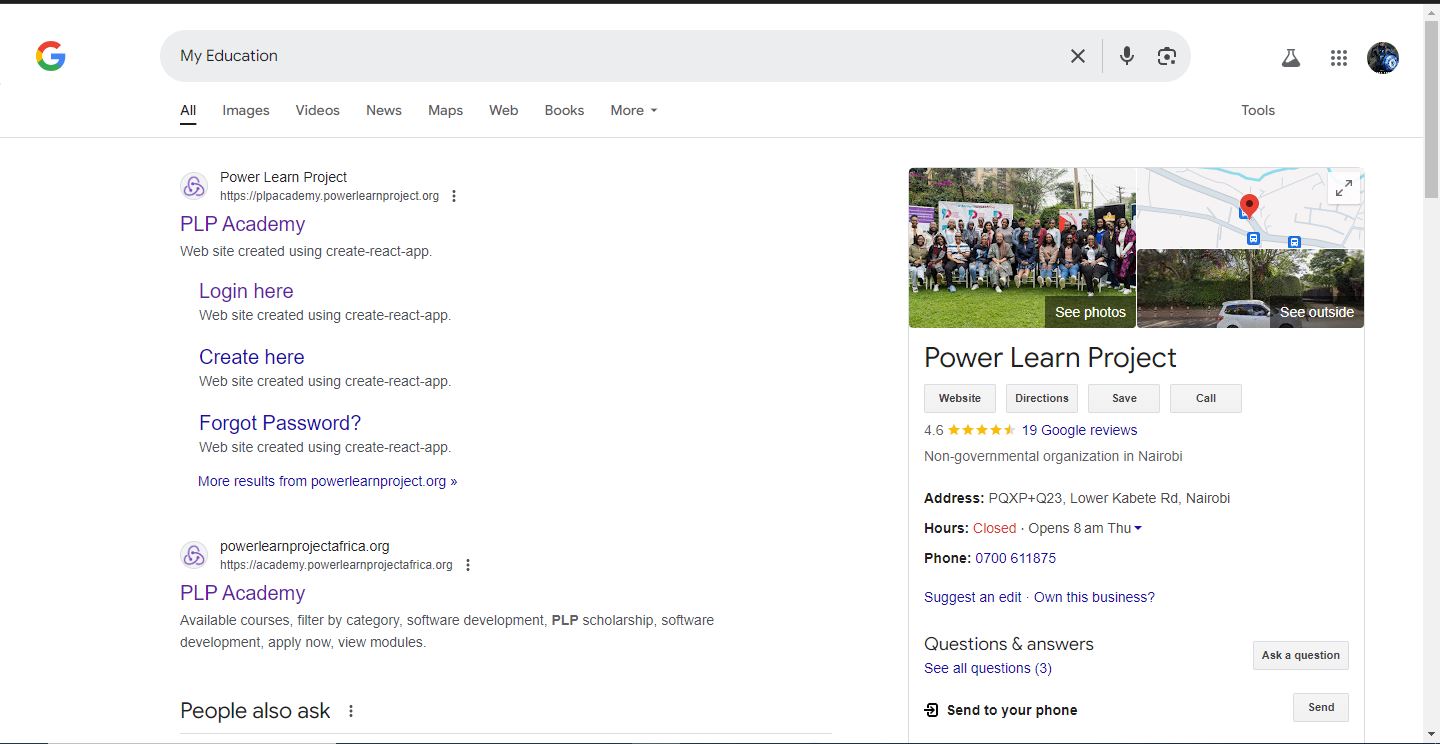 My Education
All
Images
Videos
News
Maps
Web
Books
More
Tools
Power Learn Project
https://plpacademy.powerlearnproject.org
PLP Academy
Web site created using create-react-app.
Login here
Web site created using create-react-app.
Create here
Web site created using create-react-app.
Forgot Password?
Web site created using create-react-app.
More results from powerlearnproject.org »
powerlearnprojectafrica.org
https://academy.powerlearnprojectafrica.org
PLP Academy
Available courses, filter by category, software development, PLP scholarship, software
development, apply now, view modules.
People also ask
See photos
See outside
Power Learn Project
Website
Directions
Save
Call
4.6
19 Google reviews
Non-governmental organization in Nairobi
Address: PQXP+Q23, Lower Kabete Rd, Nairobi
Hours: Closed · Opens 8 am Thu
Phone: 0700 611875
Suggest an edit · Own this business?
Questions & answers
See all questions (3)
Ask a question
Send to your phone
Send